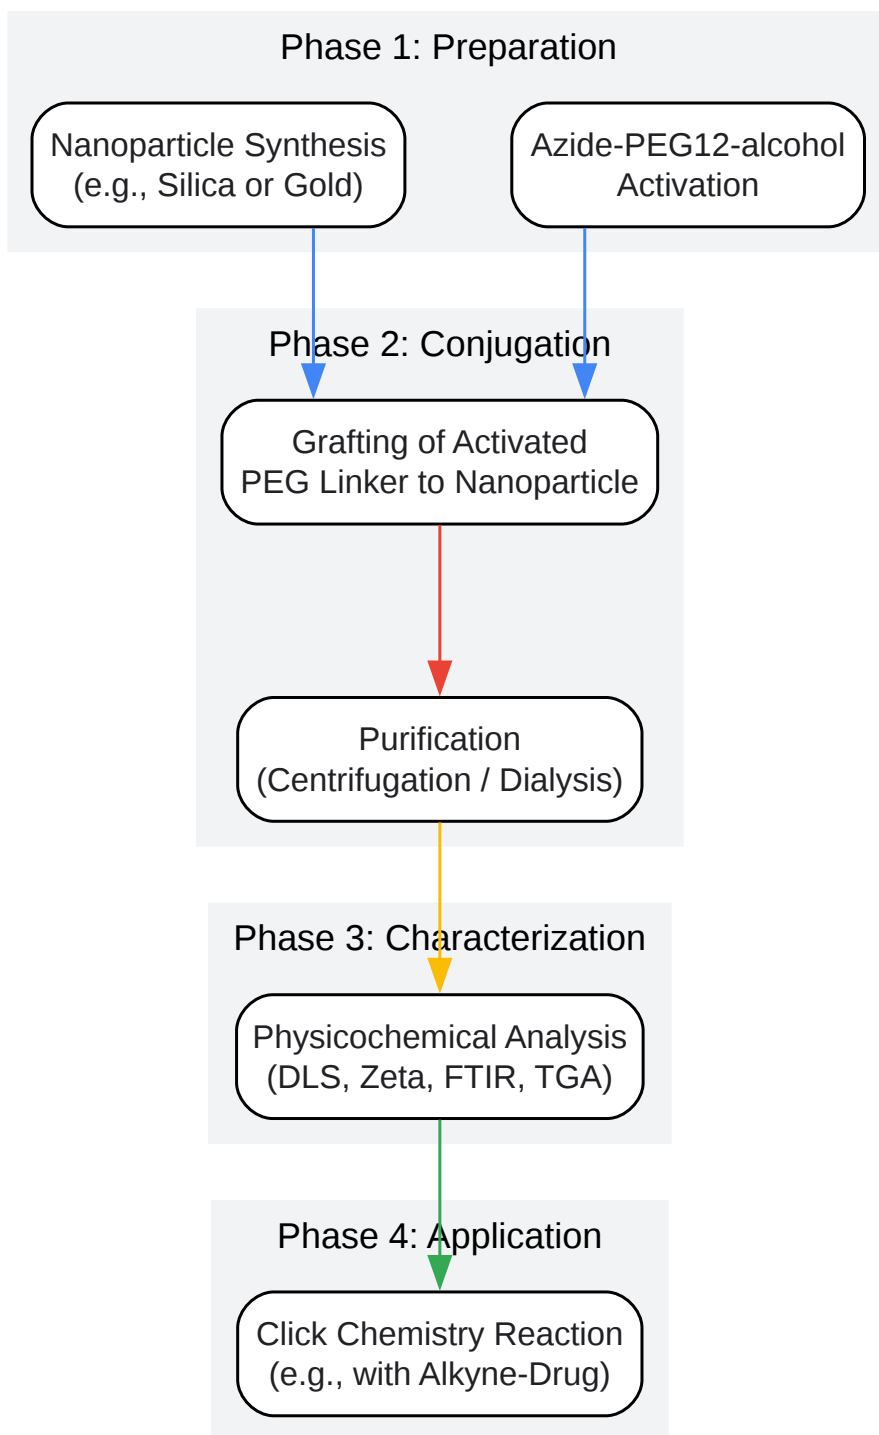 Phase 1: Preparation
Nanoparticle Synthesis
(e.g., Silica or Gold)
Azide-PEG12-alcohol
Activation
Phase 2: Conjugation
Grafting of Activated
PEG Linker to Nanoparticle
Purification
(Centrifugation / Dialysis)
Phase 3: Characterization
Physicochemical Analysis
(DLS, Zeta, FTIR, TGA)
Phase 4: Application
Click Chemistry Reaction
(e.g., with Alkyne-Drug)